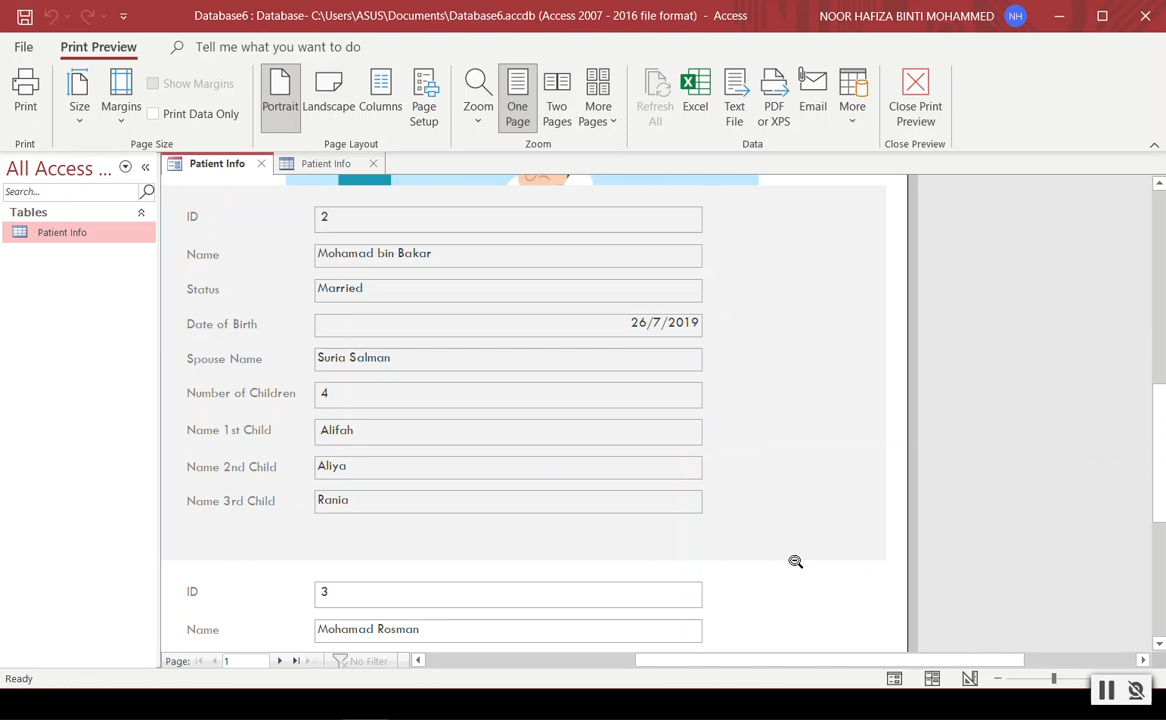 Database6 : Database- C:\Users\ASUS\Documents\Database6.accdb (Access 2007 - 2016 file format) - Access
NOOR HAFIZA BINTI MOHAMMED NH
File Print Preview Tell me what you want to do
Print
Size
Margins
Show Margins
Print Data Only
Portrait
Landscape
Columns
Page Setup
Zoom
One Page
Two Pages
More Pages
Refresh All
Excel
Text File
PDF or XPS
Email
More
Close Print Preview
Print Page Size Page Layout Zoom Data Close Preview
All Access ...
Search...
Tables
Patient Info
Patient Info Patient Info
ID 2
Name Mohamad bin Bakar
Status Married
Date of Birth 26/7/2019
Spouse Name Suria Salman
Number of Children 4
Name 1st Child Alifah
Name 2nd Child Aliya
Name 3rd Child Rania
ID 3
Name Mohamad Rosman
Page: 1 No Filter
Ready